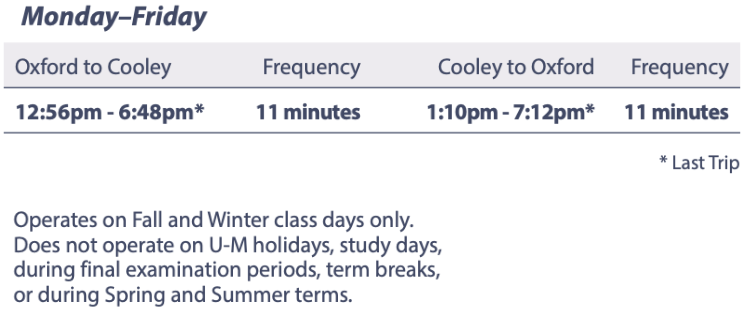 Monday–Friday
Oxford to Cooley Frequency Cooley to Oxford Frequency
12:56pm - 6:48pm* 11 minutes 1:10pm - 7:12pm* 11 minutes
* Last Trip
Operates on Fall and Winter class days only.
Does not operate on U-M holidays, study days,
during final examination periods, term breaks,
or during Spring and Summer terms.